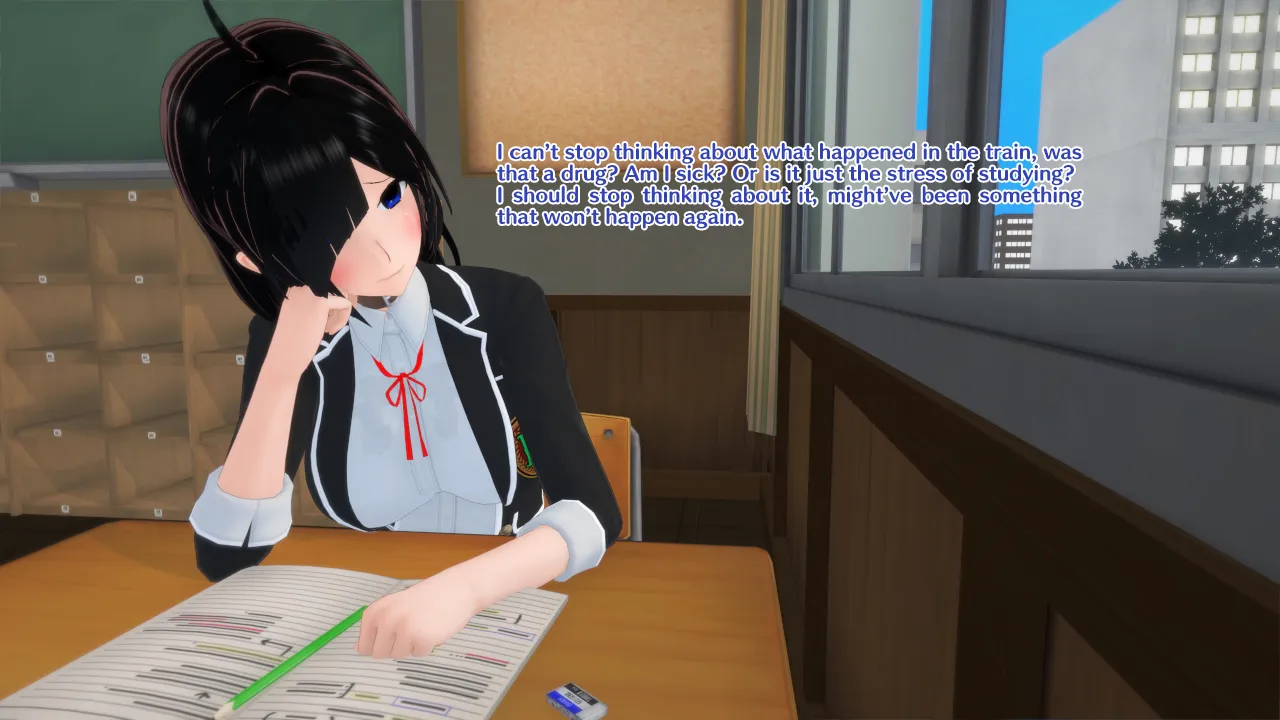 I can't stop thinking about what happened in the train, was
that a drug? Am I sick? Or is it just the stress of studying?
I should stop thinking about it, might've been something
that won't happen again.